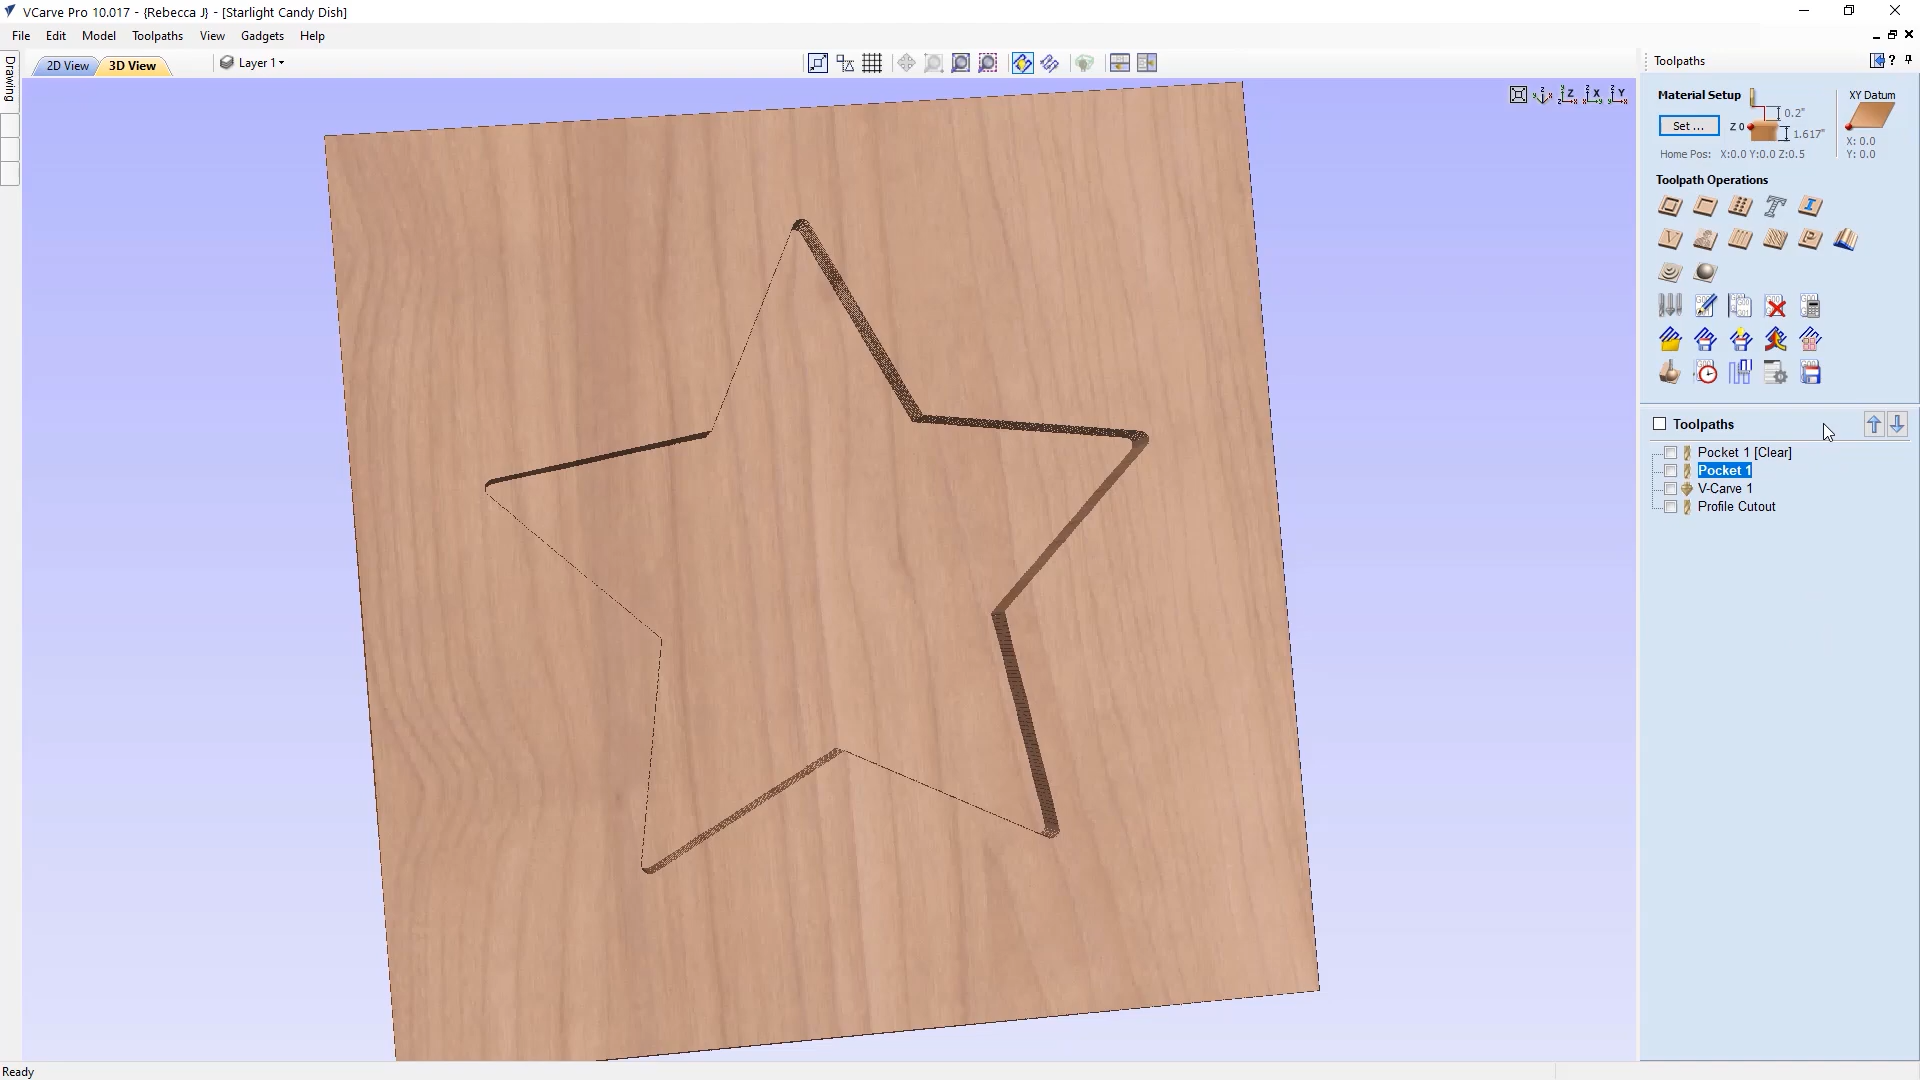 VCarve Pro 10.017 - {Rebecca J} - [Starlight Candy Dish]
File Edit Model Toolpaths View Gadgets Help
Drawing
2D View 3D View Layer 1
Toolpaths ?
Material Setup XY Datum
Set ... Z 0 0.2" 1.617"
X: 0.0
Home Pos: X:0.0 Y:0.0 Z:0.5 Y: 0.0
Toolpath Operations
Toolpaths
Pocket 1 [Clear]
Pocket 1
V-Carve 1
Profile Cutout
Ready